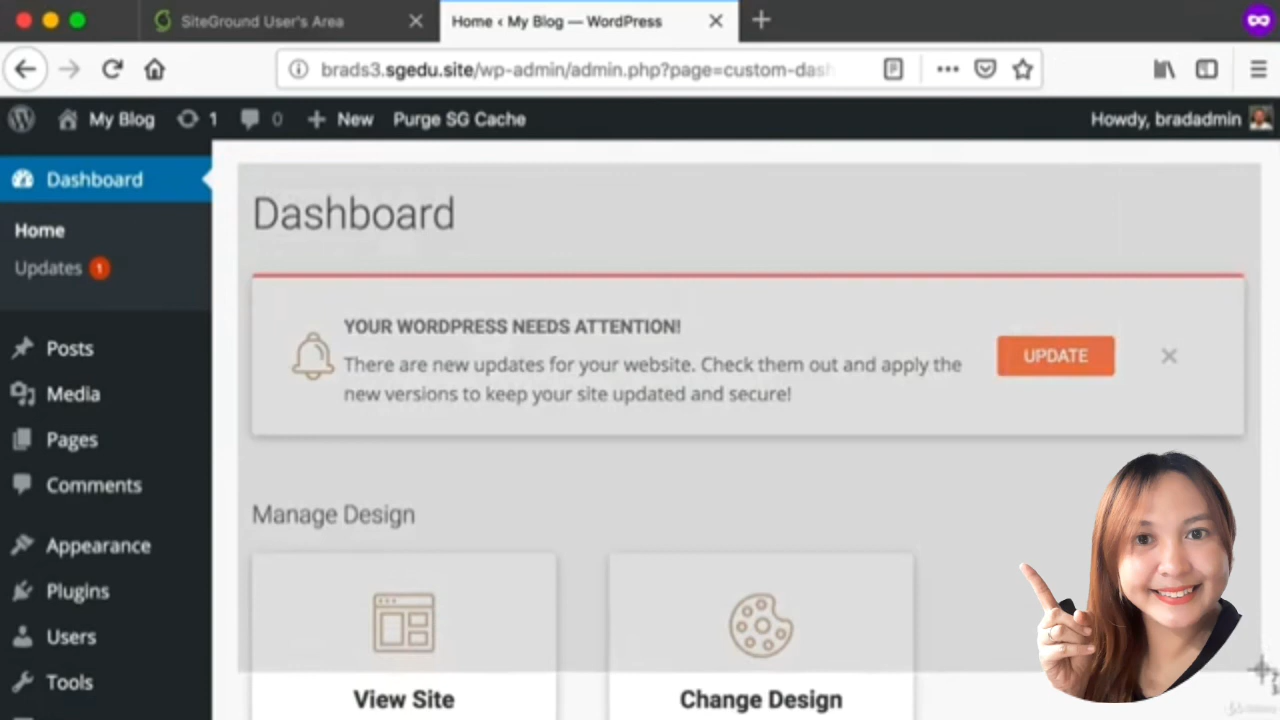 SiteGround User's Area
Home ‹ My Blog — WordPress
brads3.sgedu.site/wp-admin/admin.php?page=custom-dash
My Blog 1 0 New Purge SG Cache
Howdy, bradadmin
Dashboard
Home
Updates 1
Posts
Media
Pages
Comments
Appearance
Plugins
Users
Tools
Dashboard
YOUR WORDPRESS NEEDS ATTENTION!
There are new updates for your website. Check them out and apply the
new versions to keep your site updated and secure!
UPDATE
Manage Design
View Site
Change Design